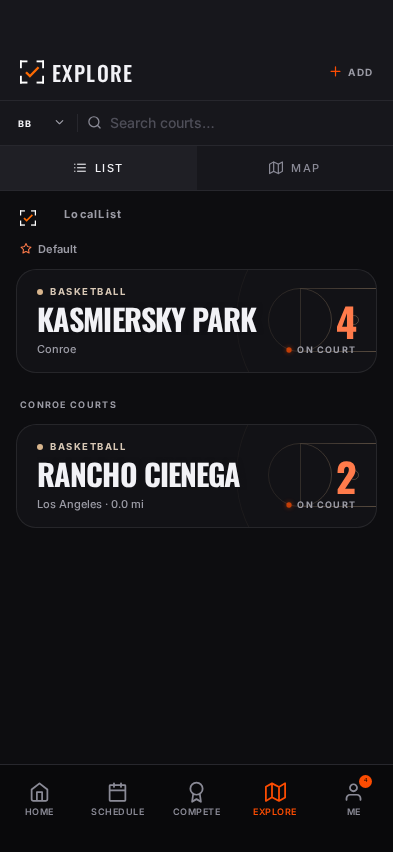 EXPLORE
ADD
BB
Search courts...
LIST
MAP
LocalList
Default
BASKETBALL
KASMIERSKY PARK
4
Conroe
ON COURT
CONROE COURTS
BASKETBALL
RANCHO CIENEGA
2
Los Angeles · 0.0 mi
ON COURT
HOME
SCHEDULE
COMPETE
EXPLORE
ME